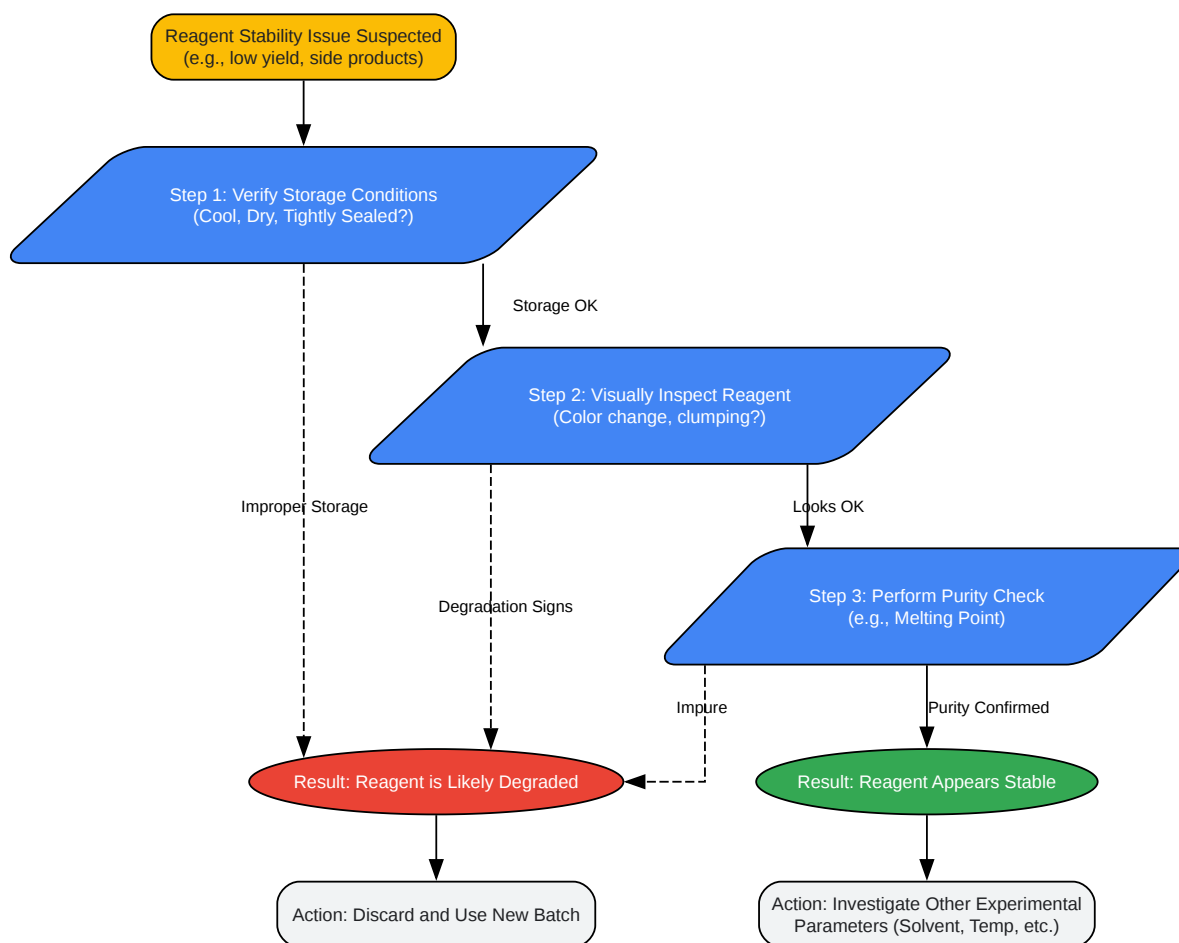 Reagent Stability Issue Suspected
(e.g., low yield, side products)
Step 1: Verify Storage Conditions
(Cool, Dry, Tightly Sealed?)
Storage OK
Step 2: Visually Inspect Reagent
(Color change, clumping?)
Improper Storage
Looks OK
Step 3: Perform Purity Check
(e.g., Melting Point)
Degradation Signs
Impure
Purity Confirmed
Result: Reagent is Likely Degraded
Result: Reagent Appears Stable
Action: Discard and Use New Batch
Action: Investigate Other Experimental
Parameters (Solvent, Temp, etc.)